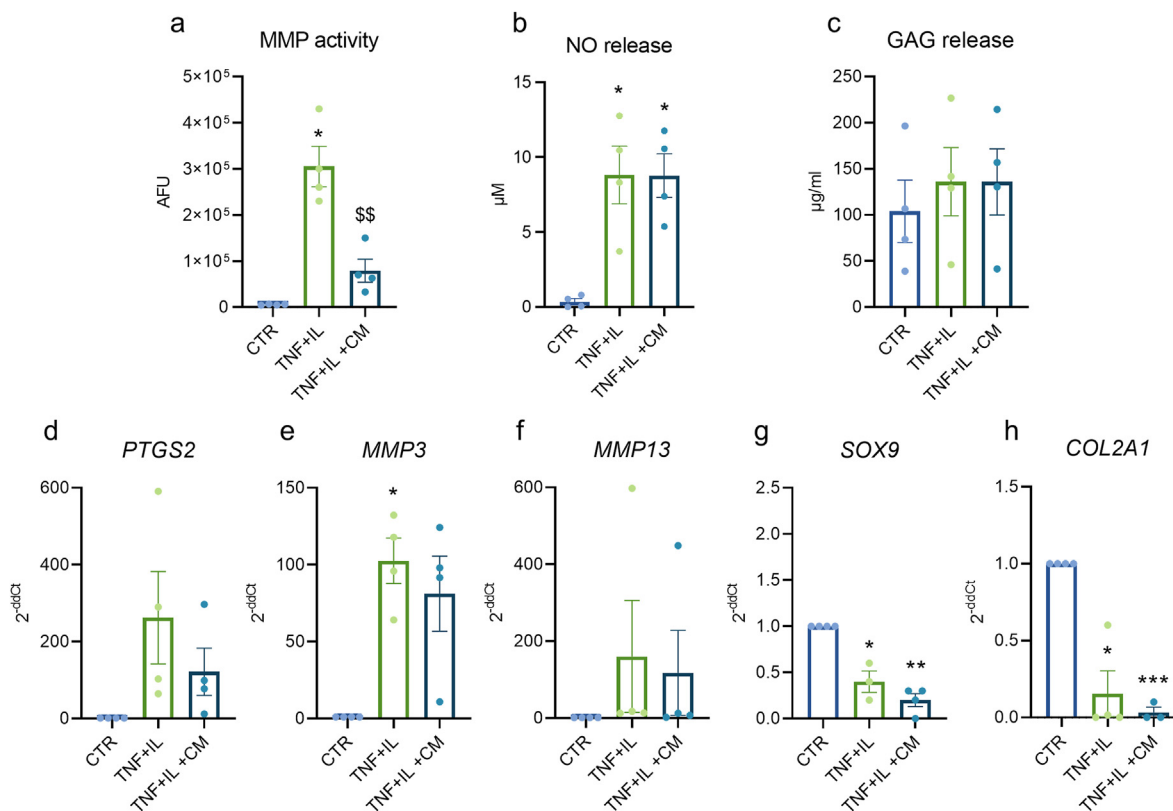 a
MMP activity
5×10⁵
4×10⁵
3×10⁵
2×10⁵
1×10⁵
0
AFU
*
$$
CTR
TNF+IL
TNF+IL +CM
b
NO release
15
10
5
0
µM
*
*
CTR
TNF+IL
TNF+IL +CM
c
GAG release
250
200
150
100
50
0
µg/ml
CTR
TNF+IL
TNF+IL +CM
d
PTGS2
600
400
200
0
2^-ddCt
CTR
TNF+IL
TNF+IL +CM
e
MMP3
150
100
50
0
2^-ddCt
*
CTR
TNF+IL
TNF+IL +CM
f
MMP13
600
400
200
0
2^-ddCt
CTR
TNF+IL
TNF+IL +CM
g
SOX9
2.5
2.0
1.5
1.0
0.5
0.0
2^-ddCt
*
**
CTR
TNF+IL
TNF+IL +CM
h
COL2A1
1.5
1.0
0.5
0.0
2^-ddCt
*
***
CTR
TNF+IL
TNF+IL +CM